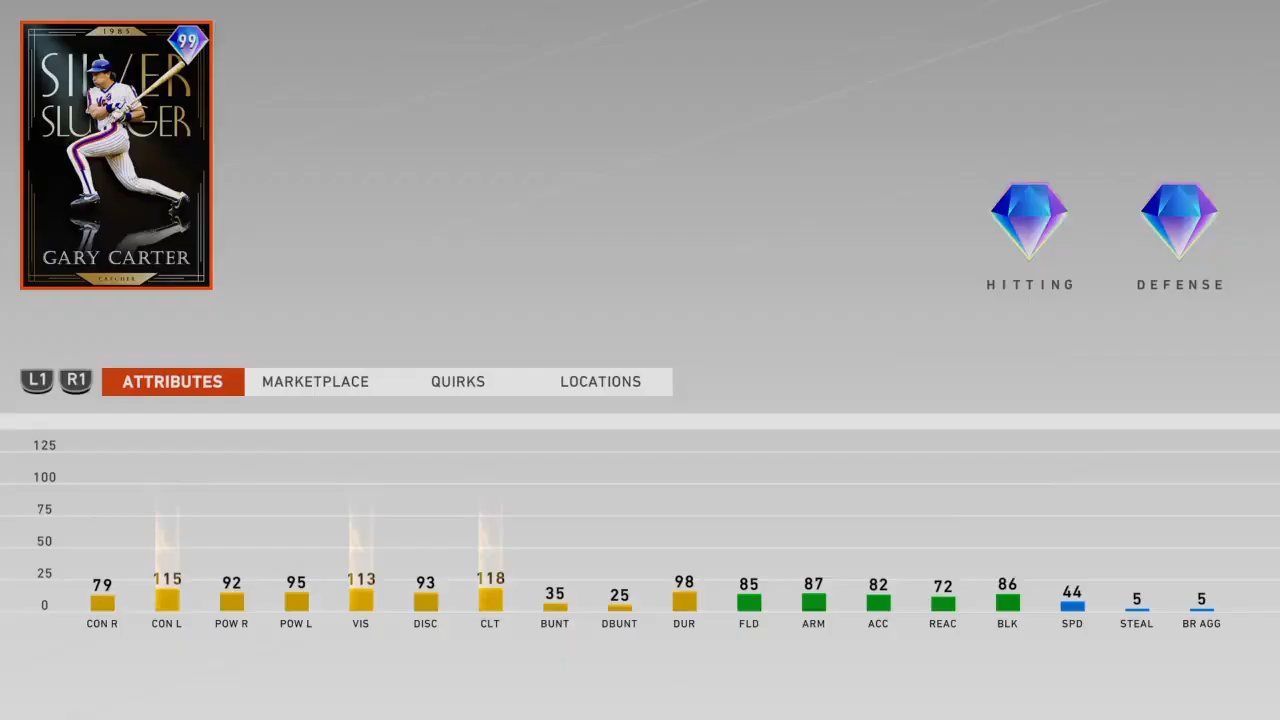 1985
99
SILVER
SLUGGER
GARY CARTER
CATCHER
HITTING
DEFENSE
L1 R1 ATTRIBUTES MARKETPLACE QUIRKS LOCATIONS
125
100
75
50
25
0
79 115 92 95 113 93 118 35 25 98 85 87 82 72 86 44 5 5
CON R CON L POW R POW L VIS DISC CLT BUNT DBUNT DUR FLD ARM ACC REAC BLK SPD STEAL BR AGG